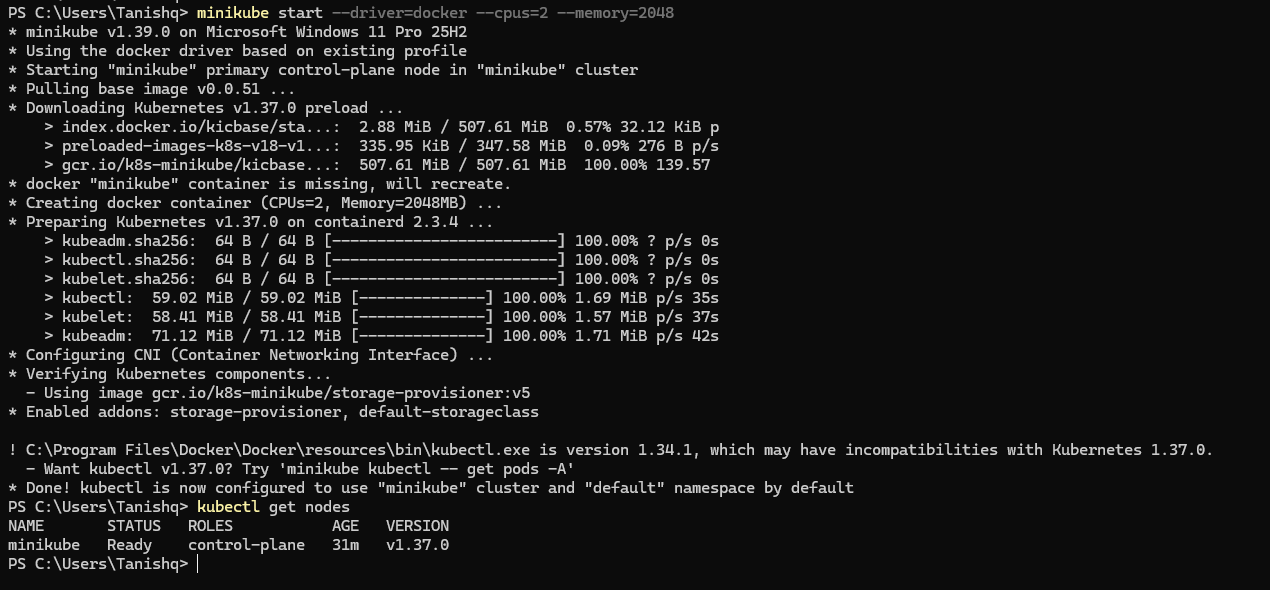 PS C:\Users\Tanishq> minikube start --driver=docker --cpus=2 --memory=2048
* minikube v1.39.0 on Microsoft Windows 11 Pro 25H2
* Using the docker driver based on existing profile
* Starting "minikube" primary control-plane node in "minikube" cluster
* Pulling base image v0.0.51 ...
* Downloading Kubernetes v1.37.0 preload ...
    > index.docker.io/kicbase/sta...:  2.88 MiB / 507.61 MiB  0.57% 32.12 KiB p
    > preloaded-images-k8s-v18-v1...:  335.95 KiB / 347.58 MiB  0.09% 276 B p/s
    > gcr.io/k8s-minikube/kicbase...:  507.61 MiB / 507.61 MiB  100.00% 139.57
* docker "minikube" container is missing, will recreate.
* Creating docker container (CPUs=2, Memory=2048MB) ...
* Preparing Kubernetes v1.37.0 on containerd 2.3.4 ...
    > kubeadm.sha256:  64 B / 64 B [-------------------------] 100.00% ? p/s 0s
    > kubectl.sha256:  64 B / 64 B [-------------------------] 100.00% ? p/s 0s
    > kubelet.sha256:  64 B / 64 B [-------------------------] 100.00% ? p/s 0s
    > kubectl:  59.02 MiB / 59.02 MiB [--------------] 100.00% 1.69 MiB p/s 35s
    > kubelet:  58.41 MiB / 58.41 MiB [--------------] 100.00% 1.57 MiB p/s 37s
    > kubeadm:  71.12 MiB / 71.12 MiB [--------------] 100.00% 1.71 MiB p/s 42s
* Configuring CNI (Container Networking Interface) ...
* Verifying Kubernetes components...
  - Using image gcr.io/k8s-minikube/storage-provisioner:v5
* Enabled addons: storage-provisioner, default-storageclass

! C:\Program Files\Docker\Docker\resources\bin\kubectl.exe is version 1.34.1, which may have incompatibilities with Kubernetes 1.37.0.
  - Want kubectl v1.37.0? Try 'minikube kubectl -- get pods -A'
* Done! kubectl is now configured to use "minikube" cluster and "default" namespace by default
PS C:\Users\Tanishq> kubectl get nodes
NAME       STATUS   ROLES           AGE   VERSION
minikube   Ready    control-plane   31m   v1.37.0
PS C:\Users\Tanishq>